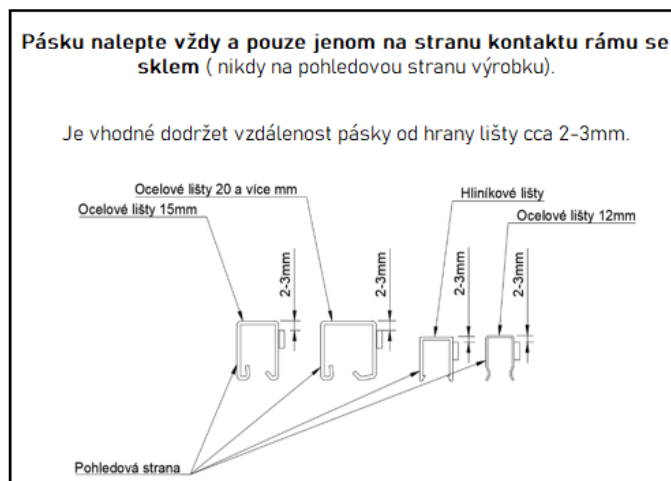 Pásku nalepte vždy a pouze jenom na stranu kontaktu rámu se
sklem ( nikdy na pohledovou stranu výrobku).
Je vhodné dodržet vzdálenost pásky od hrany lišty cca 2-3mm.
Ocelové lišty 20 a více mm
Hliníkové lišty
Ocelové lišty 15mm
Ocelové lišty 12mm
2-3mm
2-3mm
2-3mm
2-3mm
Pohledová strana